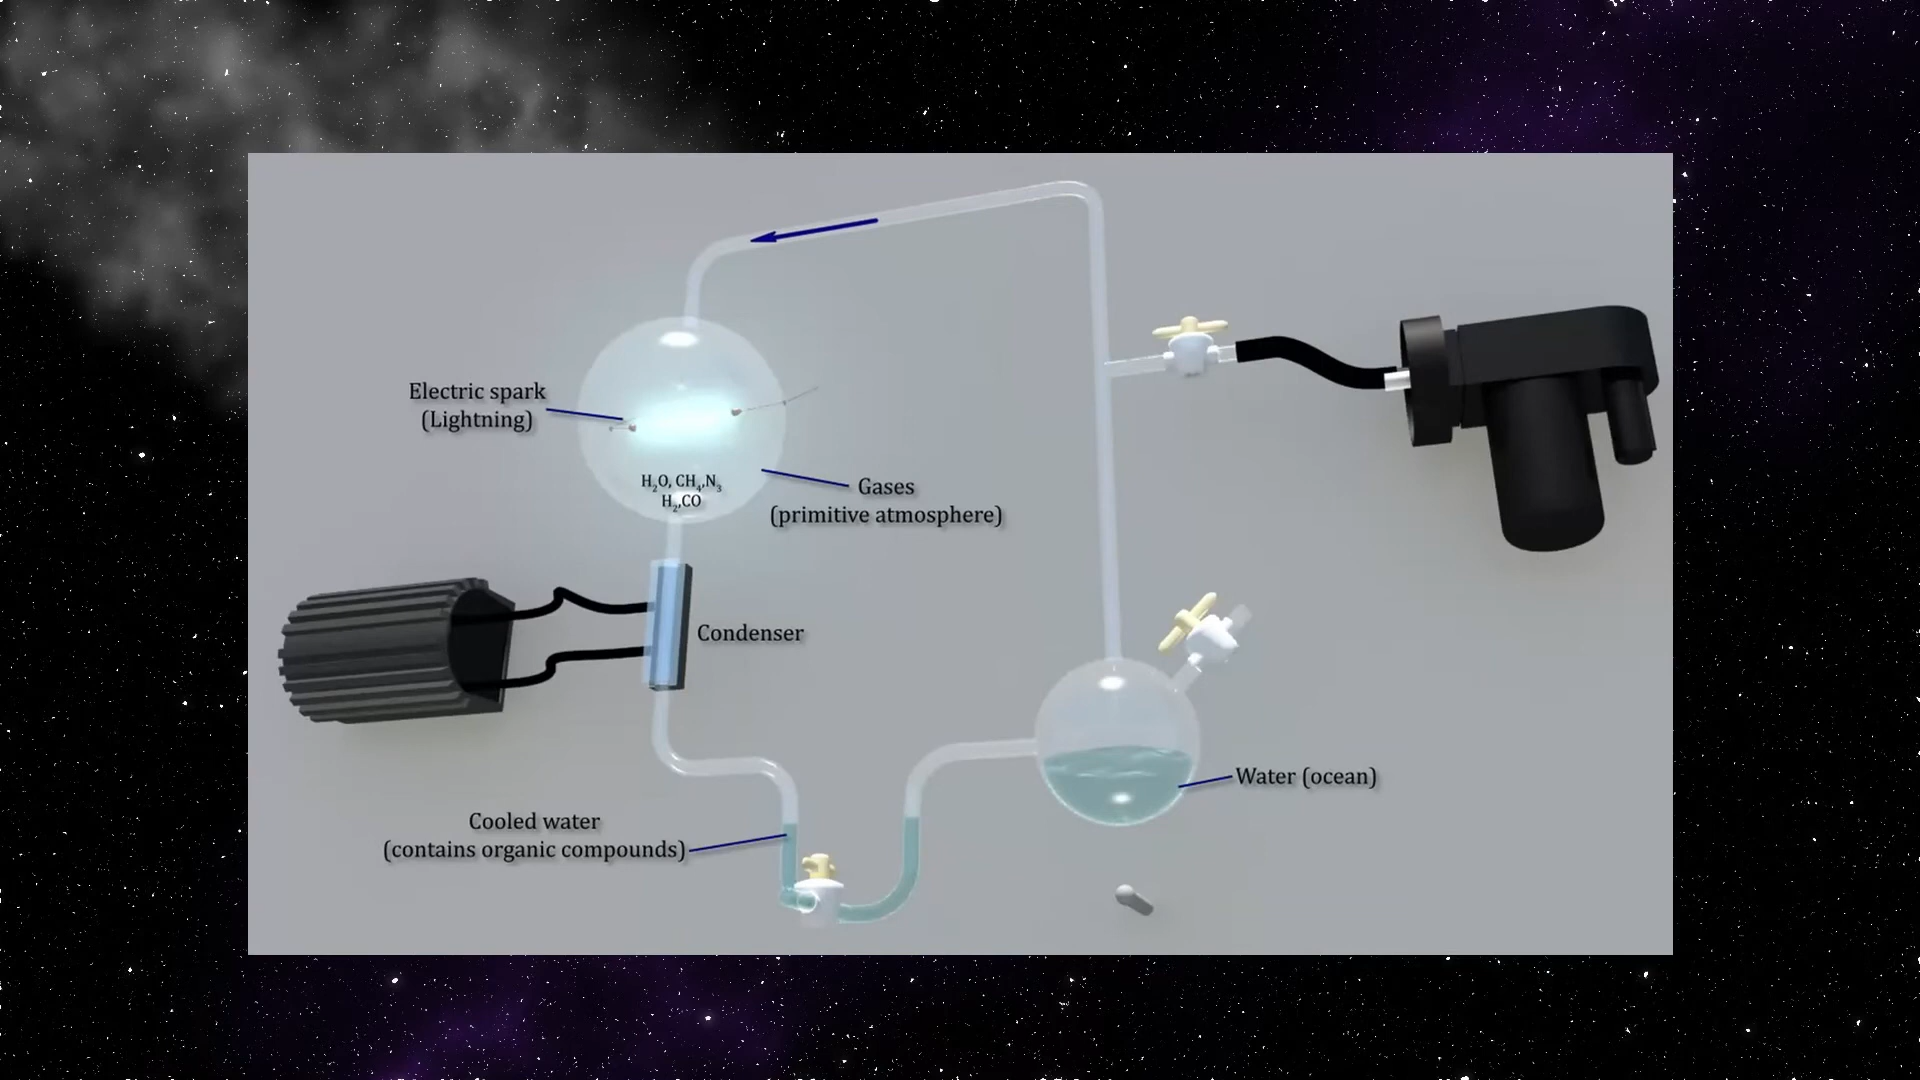 Electric spark
(Lightning)
H₂O, CH₄,N₃
H₂,CO
Gases
(primitive atmosphere)
Condenser
Water (ocean)
Cooled water
(contains organic compounds)